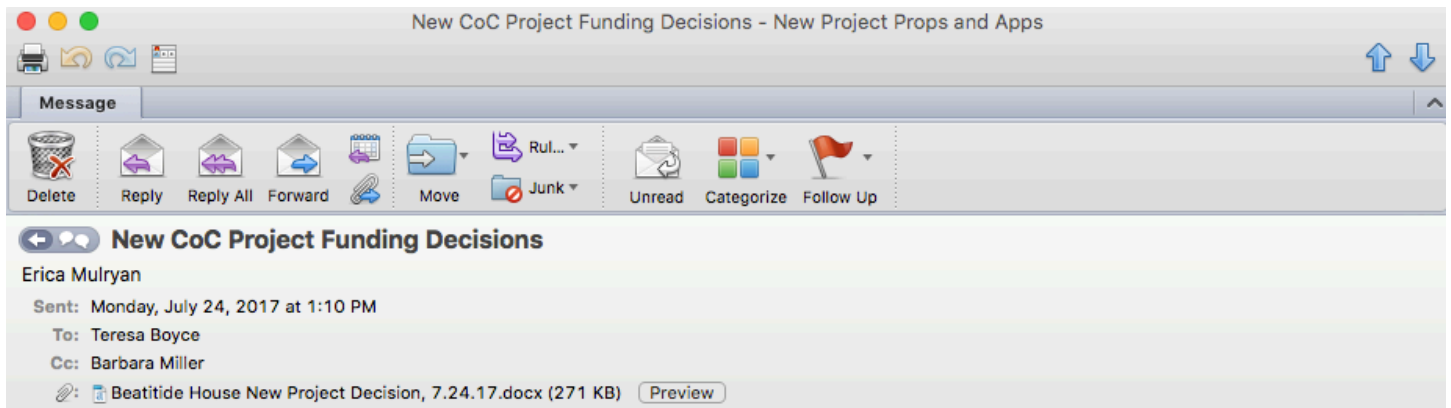 New CoC Project Funding Decisions - New Project Props and Apps
Message
Delete Reply Reply All Forward Move Rul... Junk Unread Categorize Follow Up
New CoC Project Funding Decisions
Erica Mulryan
Sent: Monday, July 24, 2017 at 1:10 PM
To: Teresa Boyce
Cc: Barbara Miller
Beatitide House New Project Decision, 7.24.17.docx (271 KB) Preview